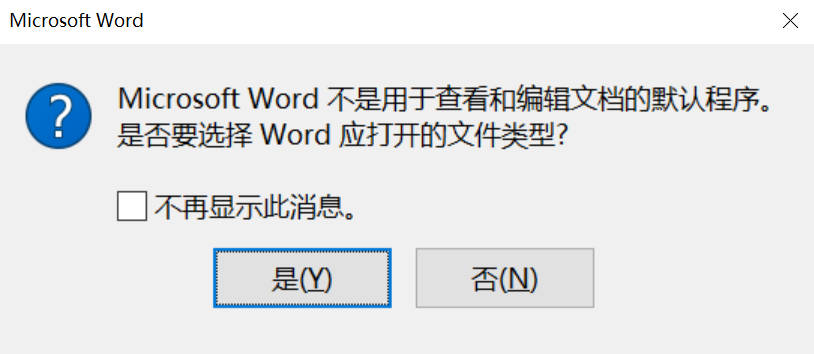 Microsoft Word
Microsoft Word 不是用于查看和编辑文档的默认程序。
是否要选择 Word 应打开的文件类型?
不再显示此消息。
是(Y)
否(N)